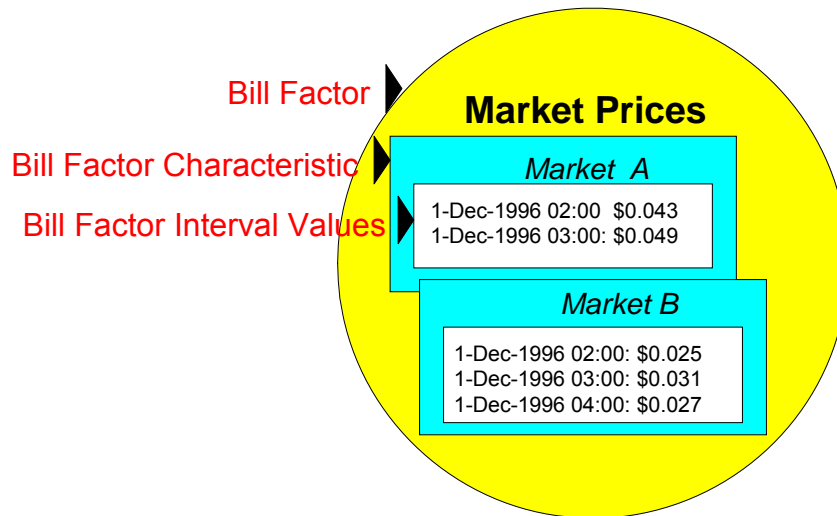 Bill Factor
Market Prices
Bill Factor Characteristic
Market A
Bill Factor Interval Values
1-Dec-1996 02:00 $0.043
1-Dec-1996 03:00: $0.049
Market B
1-Dec-1996 02:00: $0.025
1-Dec-1996 03:00: $0.031
1-Dec-1996 04:00: $0.027